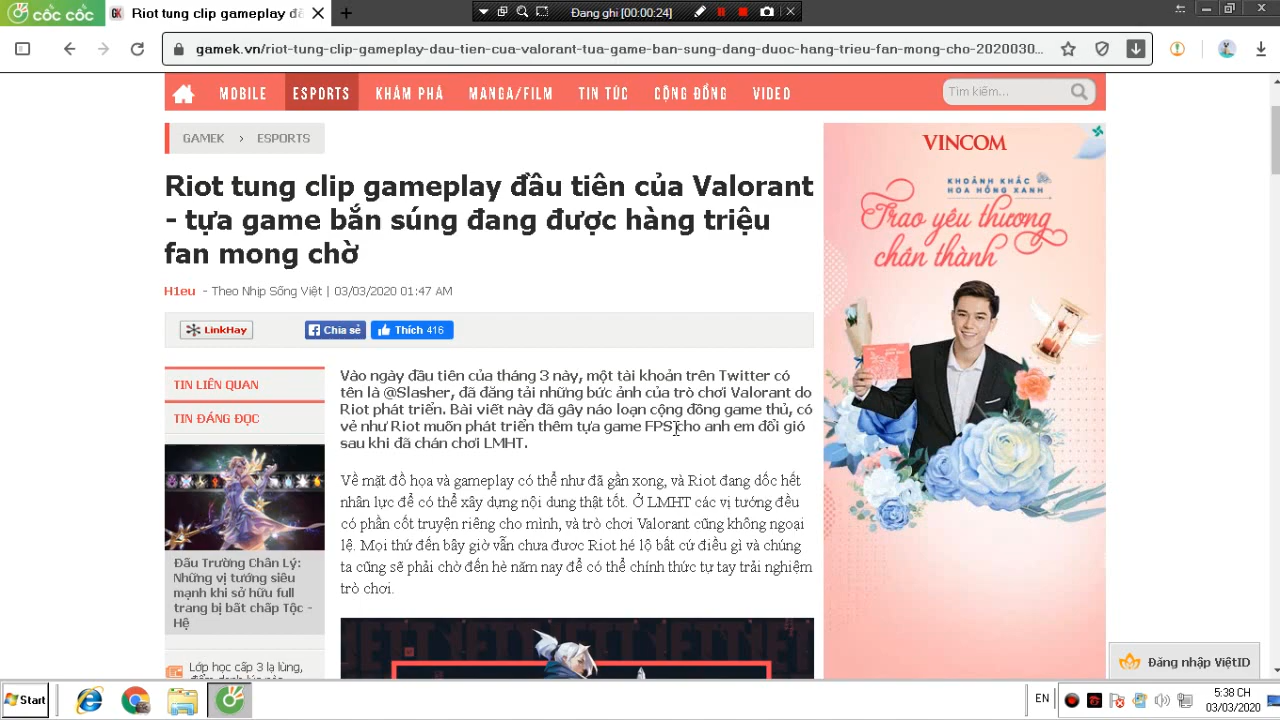 CỐC CỐC
Riot tung clip gameplay đầ
Đang ghi [00:00:24]
gamek.vn/riot-tung-clip-gameplay-dau-tien-cua-valorant-tua-game-ban-sung-dang-duoc-hang-trieu-fan-mong-cho-2020030...
MOBILE
ESPORTS
KHÁM PHÁ
MANGA/FILM
TIN TỨC
CỘNG ĐỒNG
VIDEO
Tìm kiếm...
GAMEK > ESPORTS
Riot tung clip gameplay đầu tiên của Valorant
- tựa game bắn súng đang được hàng triệu
fan mong chờ
H1eu - Theo Nhịp Sống Việt | 03/03/2020 01:47 AM
LinkHay
Chia sẻ
Thích 416
TIN LIÊN QUAN
TIN ĐÁNG ĐỌC
Đấu Trường Chân Lý:
Những vị tướng siêu
mạnh khi sở hữu full
trang bị bất chấp Tộc -
Hệ
Lớp học cấp 3 lạ lùng,
Vào ngày đầu tiên của tháng 3 này, một tài khoản trên Twitter có
tên là @Slasher, đã đăng tải những bức ảnh của trò chơi Valorant do
Riot phát triển. Bài viết này đã gây náo loạn cộng đồng game thủ, có
vẻ như Riot muốn phát triển thêm tựa game FPS cho anh em đổi gió
sau khi đã chán chơi LMHT.
Về mặt đồ họa và gameplay có thể như đã gần xong, và Riot đang dốc hết
nhân lực để có thể xây dựng nội dung thật tốt. Ở LMHT các vị tướng đều
có phần cốt truyện riêng cho mình, và trò chơi Valorant cũng không ngoại
lệ. Mọi thứ đến bây giờ vẫn chưa được Riot hé lộ bất cứ điều gì và chúng
ta cũng sẽ phải chờ đến hè năm nay để có thể chính thức tự tay trải nghiệm
trò chơi.
VINCOM
KHOẢNH KHẮC
HOA HỒNG XANH
Trao yêu thương
chân thành
Đăng nhập ViệtID
Start
EN
5:38 CH
03/03/2020